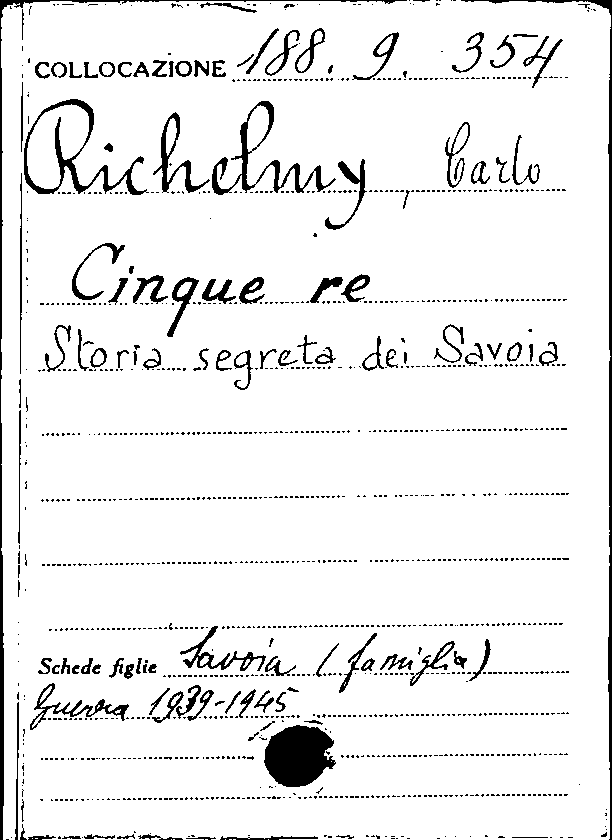 COLLOCAZIONE 188. 9. 354
Richelmy, Carlo
Cinque re
Storia segreta dei Savoia
Schede figlie Savoia (famiglia)
Guerra 1939-1945